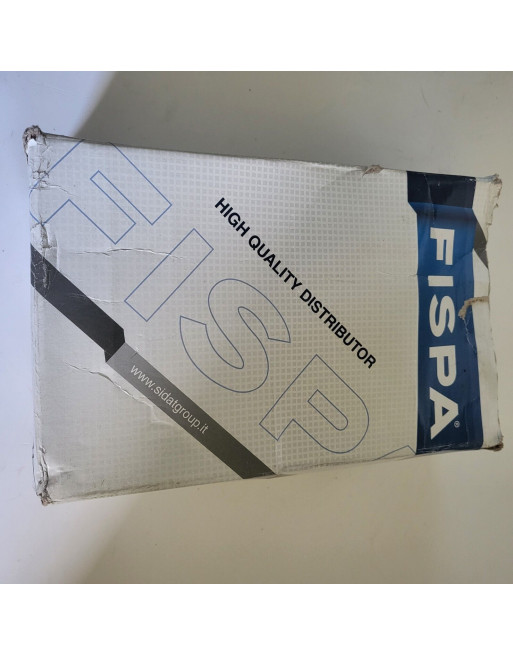 FISPA
HIGH QUALITY DISTRIBUTOR
FISPA®
www.sidatgroup.it